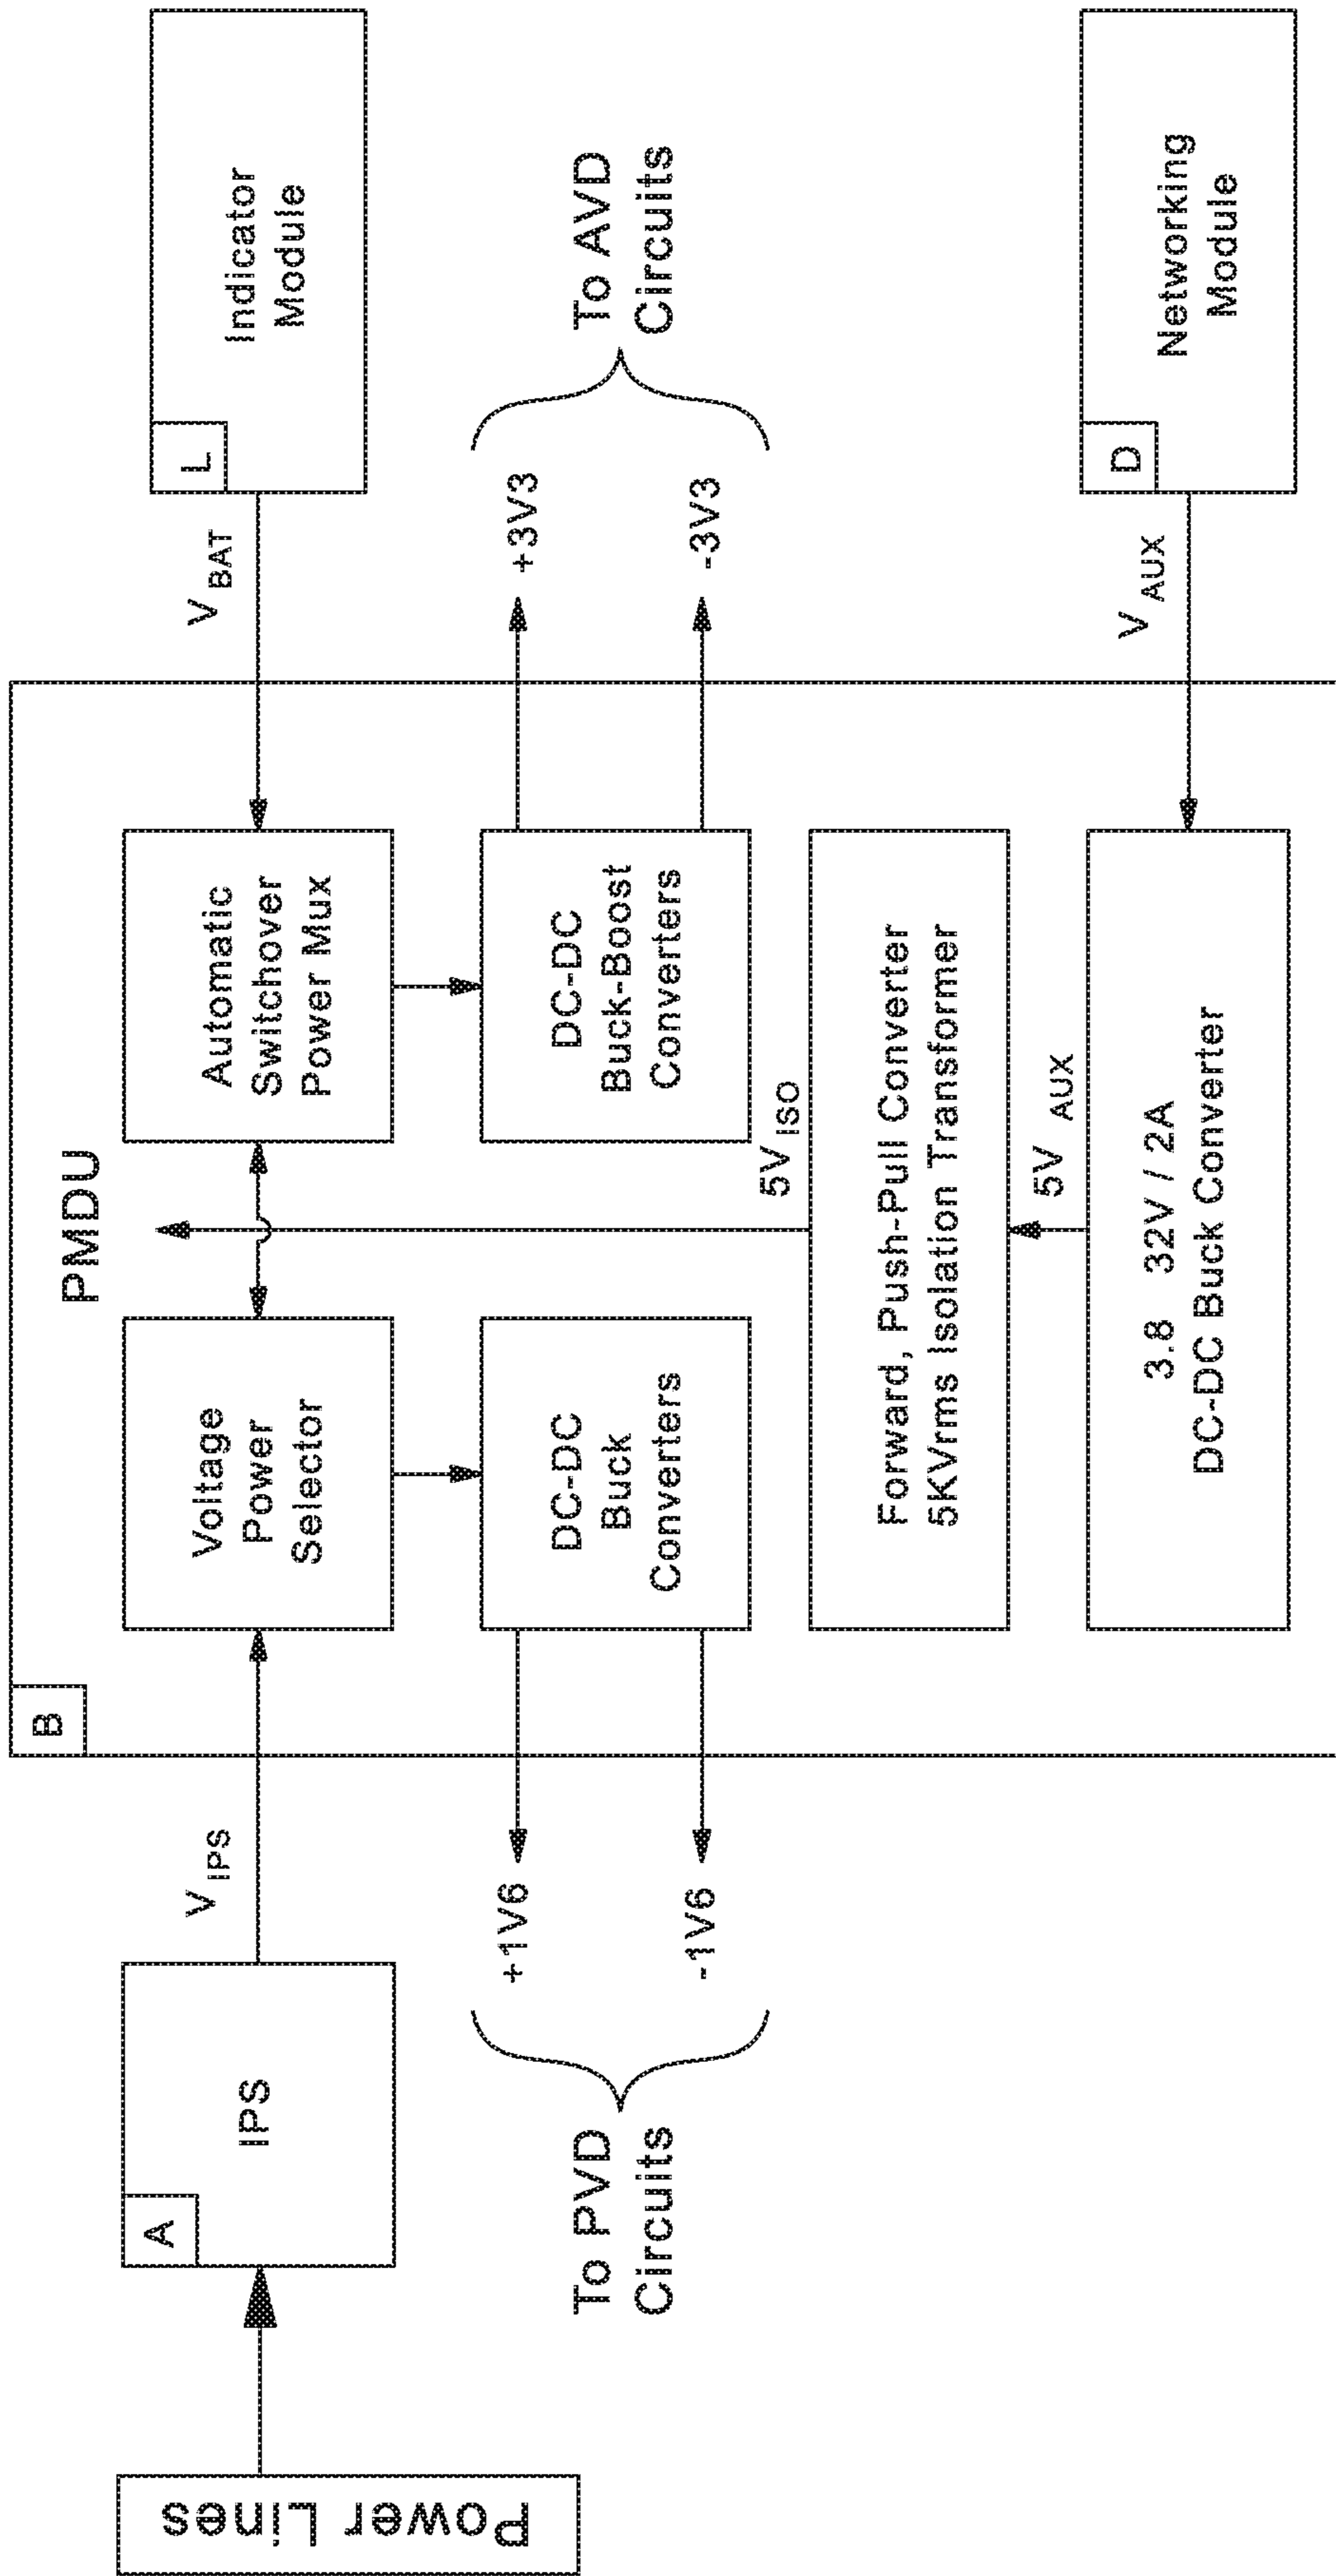 Power Lines
A
IPS
V IPS
B
PMDU
Voltage
Power
Selector
Automatic
Switchover
Power Mux
V BAT
L
Indicator
Module
To PVD
Circuits
+1V6
-1V6
DC-DC
Buck
Converters
DC-DC
Buck-Boost
Converters
+3V3
-3V3
To AVD
Circuits
5V ISO
Forward, Push-Pull Converter
5KVrms Isolation Transformer
5V AUX
3.8 32V / 2A
DC-DC Buck Converter
V AUX
D
Networking
Module